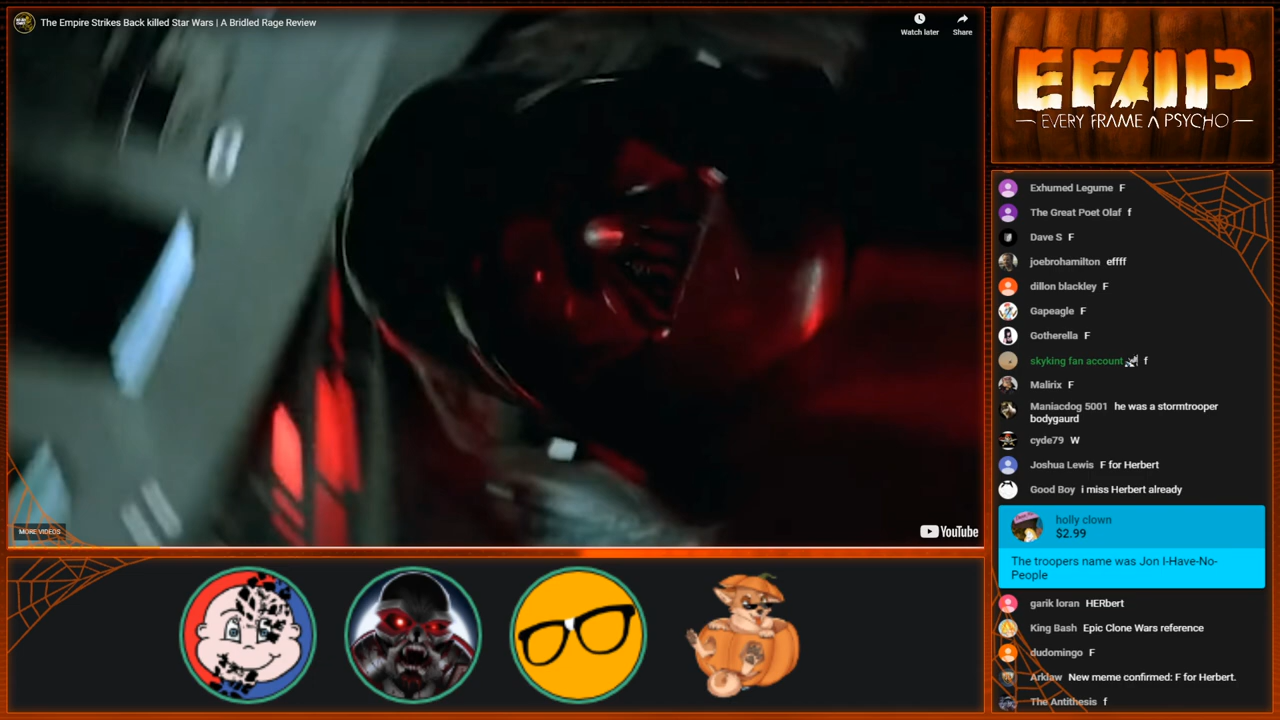 The Empire Strikes Back killed Star Wars | A Bridled Rage Review
Watch later
Share
MORE VIDEOS
YouTube
EFAP
EVERY FRAME A PSYCHO
Exhumed Legume F
The Great Poet Olaf f
Dave S F
joebrohamilton effff
dillon blackley F
Gapeagle F
Gotherella F
skyking fan account f
Malirix F
Maniacdog 5001 he was a stormtrooper
bodygaurd
cyde79 W
Joshua Lewis F for Herbert
Good Boy i miss Herbert already
holly clown
$2.99
The troopers name was Jon I-Have-No-
People
garik loran HERbert
King Bash Epic Clone Wars reference
dudomingo F
Arklaw New meme confirmed: F for Herbert.
The Antithesis f